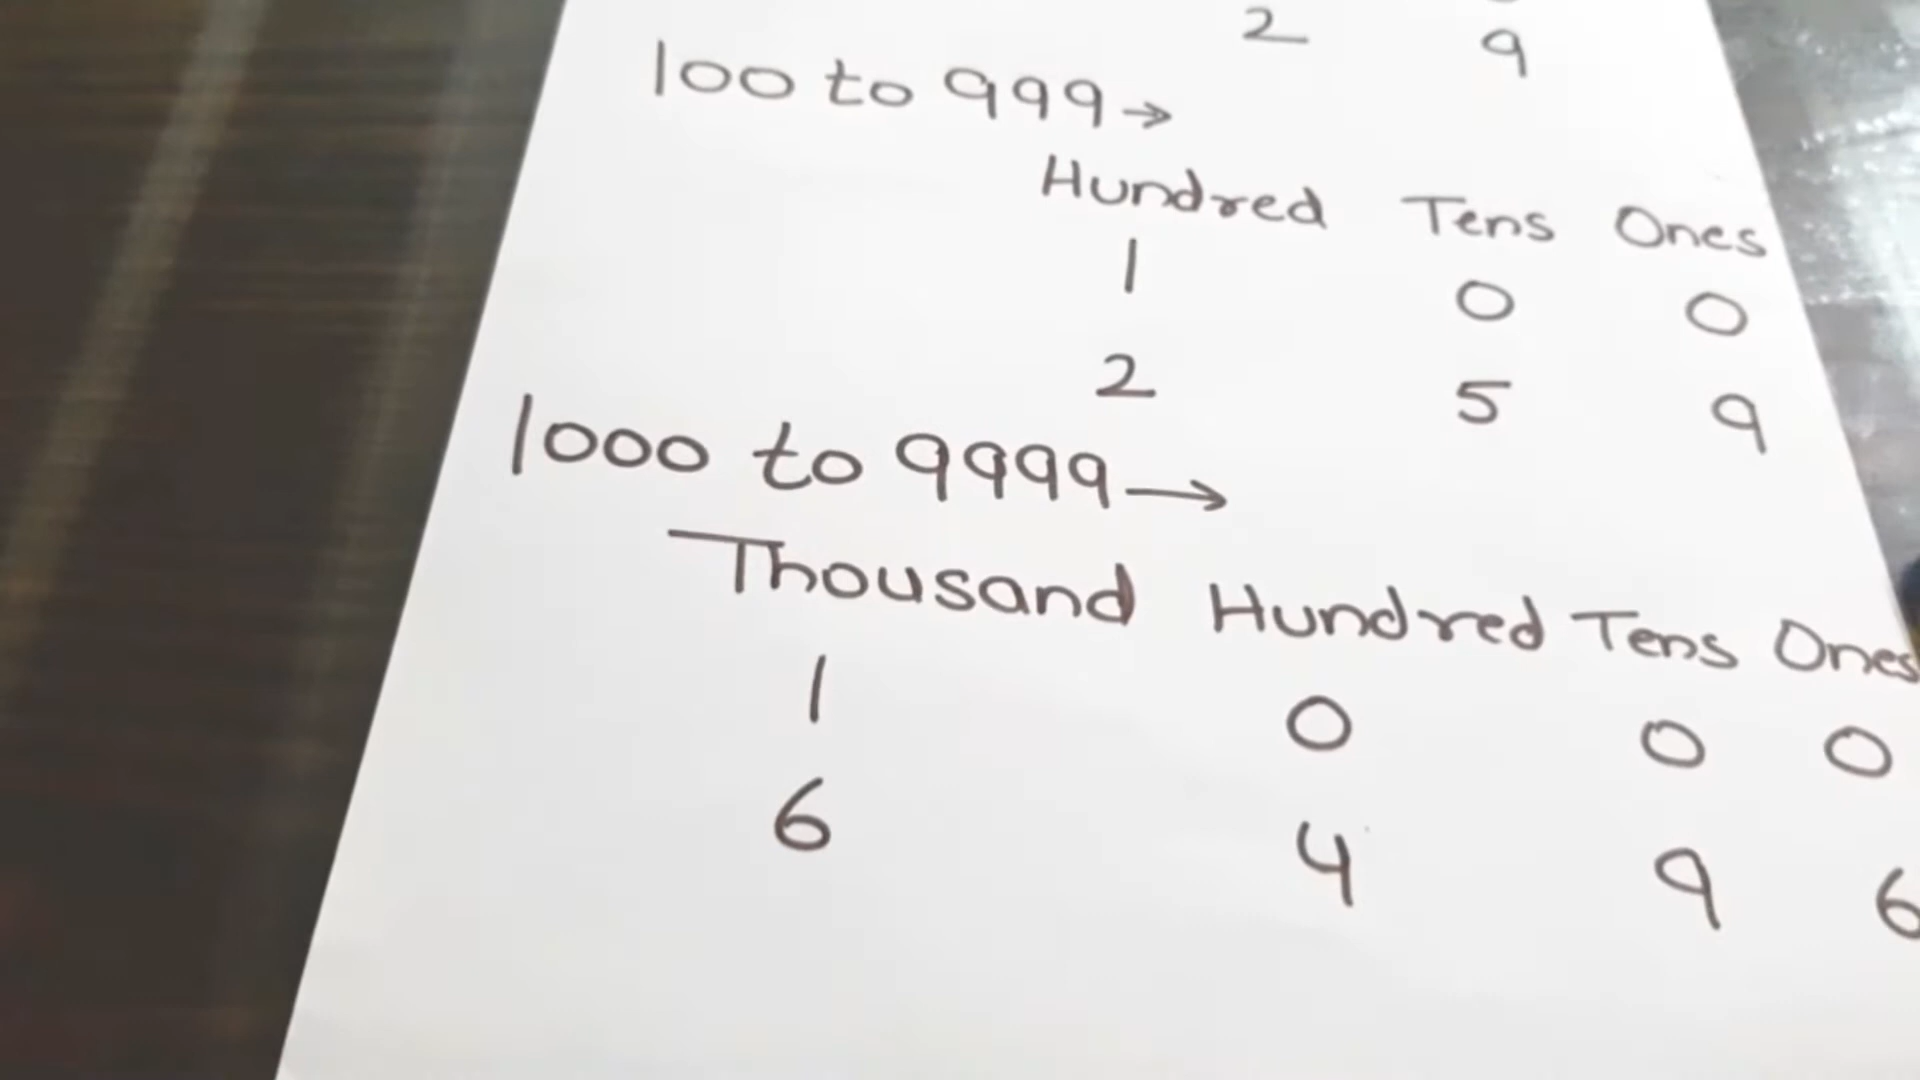 2 9
100 to 999→
Hundred Tens Ones
1 0 0
2 5 9
1000 to 9999→
Thousand Hundred Tens Ones
1 0 0 0
6 4 9 6